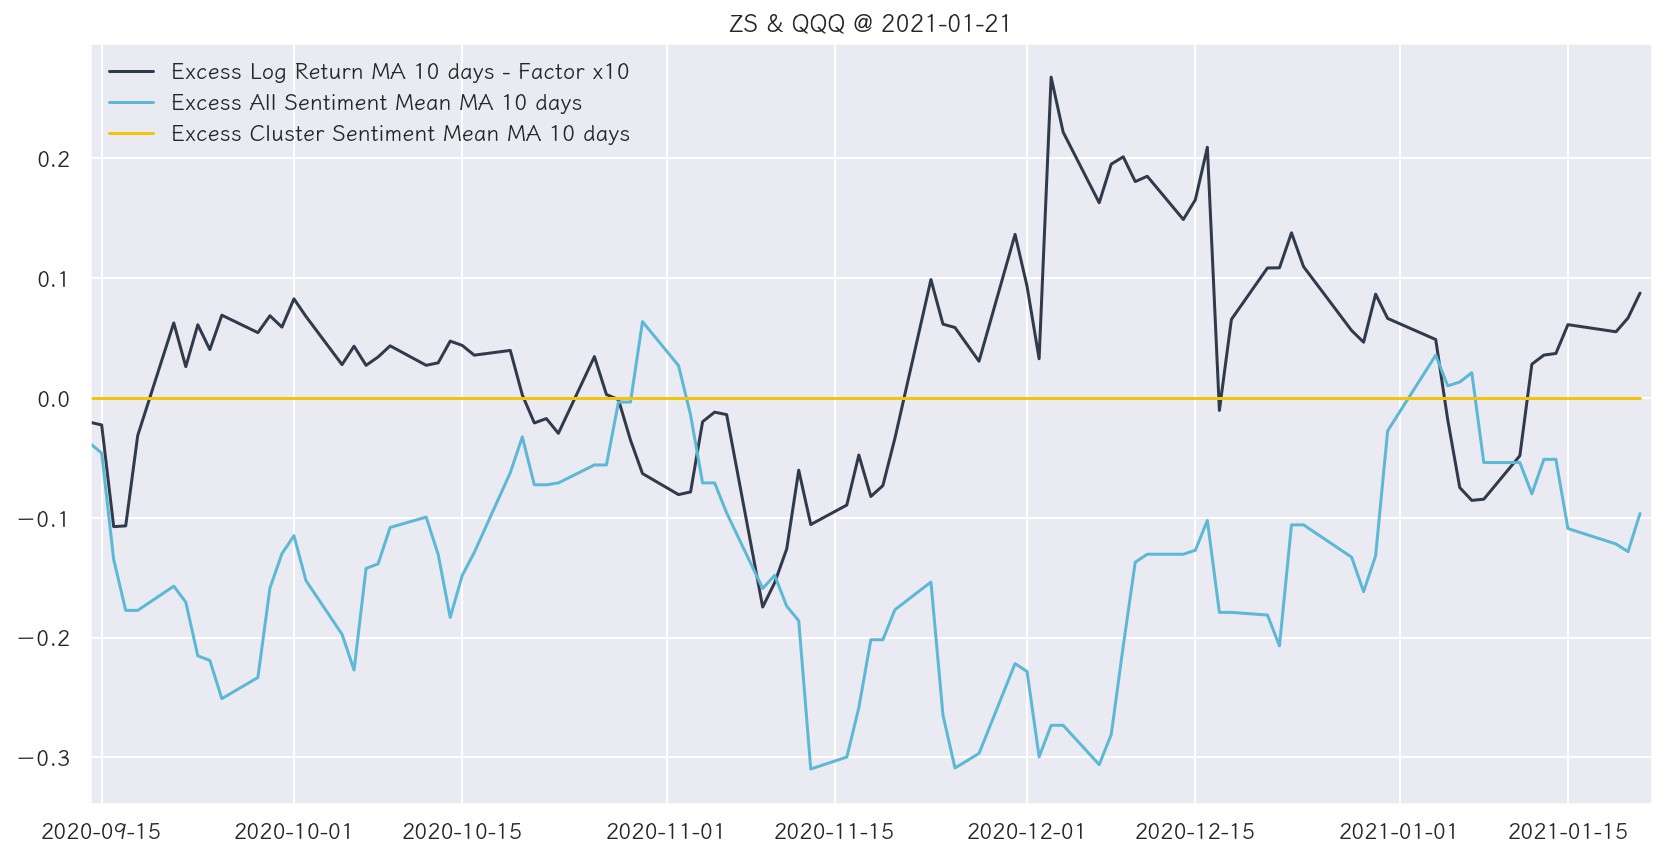 ZS & QQQ @ 2021-01-21
Excess Log Return MA 10 days - Factor x10
Excess All Sentiment Mean MA 10 days
Excess Cluster Sentiment Mean MA 10 days
0.2
0.1
0.0
−0.1
−0.2
−0.3
2020-09-15 2020-10-01 2020-10-15 2020-11-01 2020-11-15 2020-12-01 2020-12-15 2021-01-01 2021-01-15